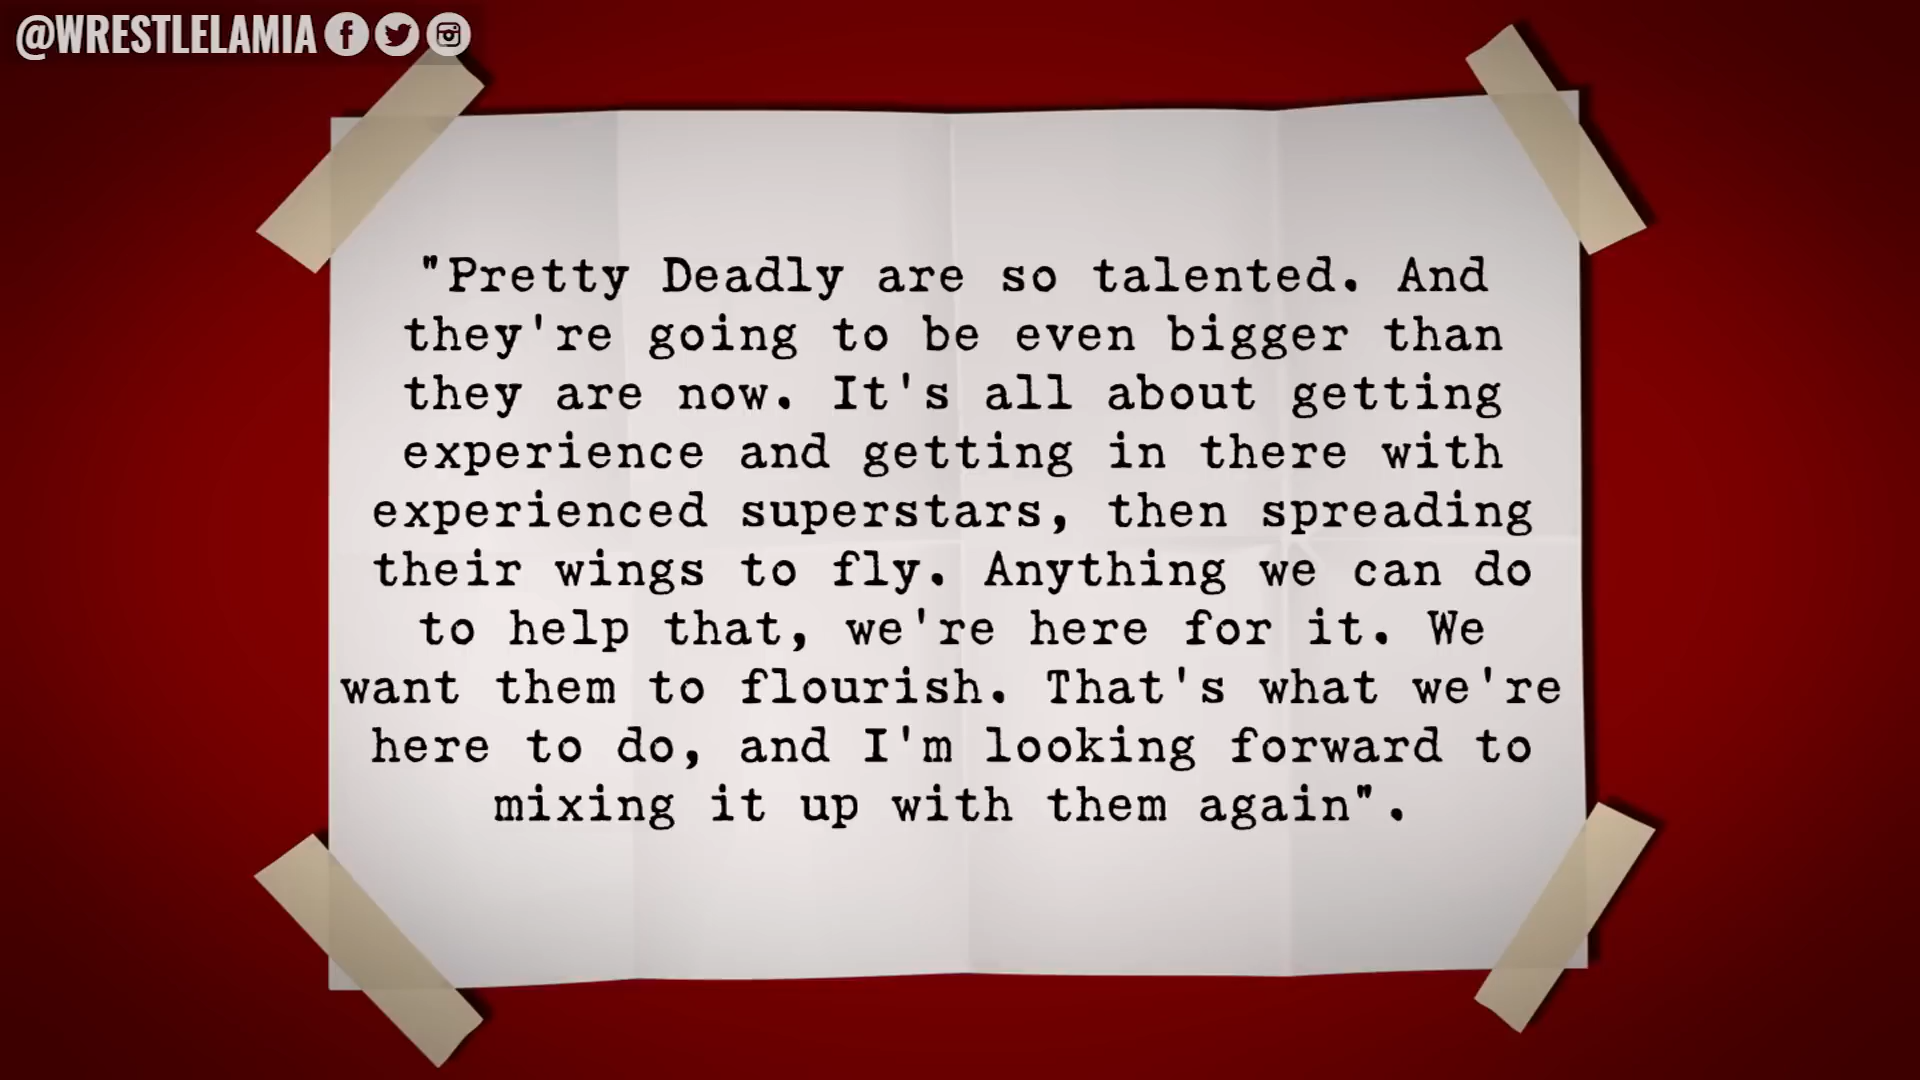 @WRESTLELAMIA
"Pretty Deadly are so talented. And
they're going to be even bigger than
they are now. It's all about getting
experience and getting in there with
experienced superstars, then spreading
their wings to fly. Anything we can do
to help that, we're here for it. We
want them to flourish. That's what we're
here to do, and I'm looking forward to
mixing it up with them again".